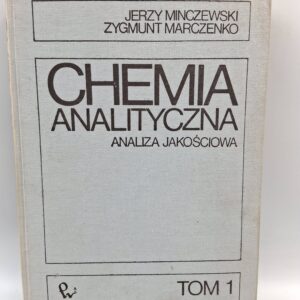 JERZY MINCZEWSKI
ZYGMUNT MARCZENKO
CHEMIA
ANALITYCZNA
ANALIZA JAKOŚCIOWA
TOM 1